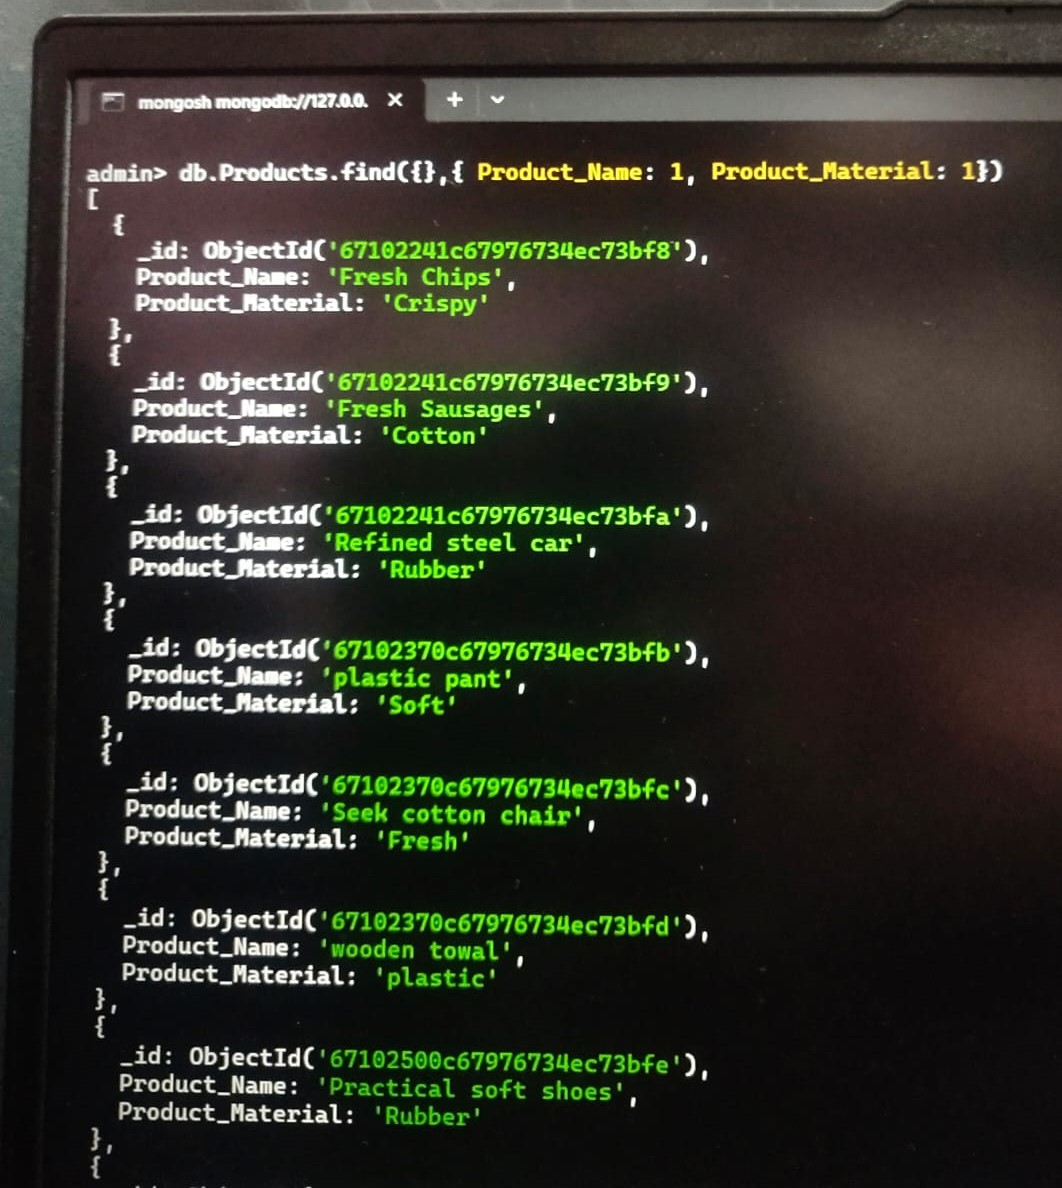 mongosh mongodb://127.0.0.
admin> db.Products.find({},{ Product_Name: 1, Product_Material: 1})
[
{
_id: ObjectId('67102241c67976734ec73bf8'),
Product_Name: 'Fresh Chips',
Product_Material: 'Crispy'
},
{
_id: ObjectId('67102241c67976734ec73bf9'),
Product_Name: 'Fresh Sausages',
Product_Material: 'Cotton'
},
{
_id: ObjectId('67102241c67976734ec73bfa'),
Product_Name: 'Refined steel car',
Product_Material: 'Rubber'
},
{
_id: ObjectId('67102370c67976734ec73bfb'),
Product_Name: 'plastic pant',
Product_Material: 'Soft'
},
{
_id: ObjectId('67102370c67976734ec73bfc'),
Product_Name: 'Seek cotton chair',
Product_Material: 'Fresh'
},
{
_id: ObjectId('67102370c67976734ec73bfd'),
Product_Name: 'wooden towal',
Product_Material: 'plastic'
},
{
_id: ObjectId('67102500c67976734ec73bfe'),
Product_Name: 'Practical soft shoes',
Product_Material: 'Rubber'
},
{